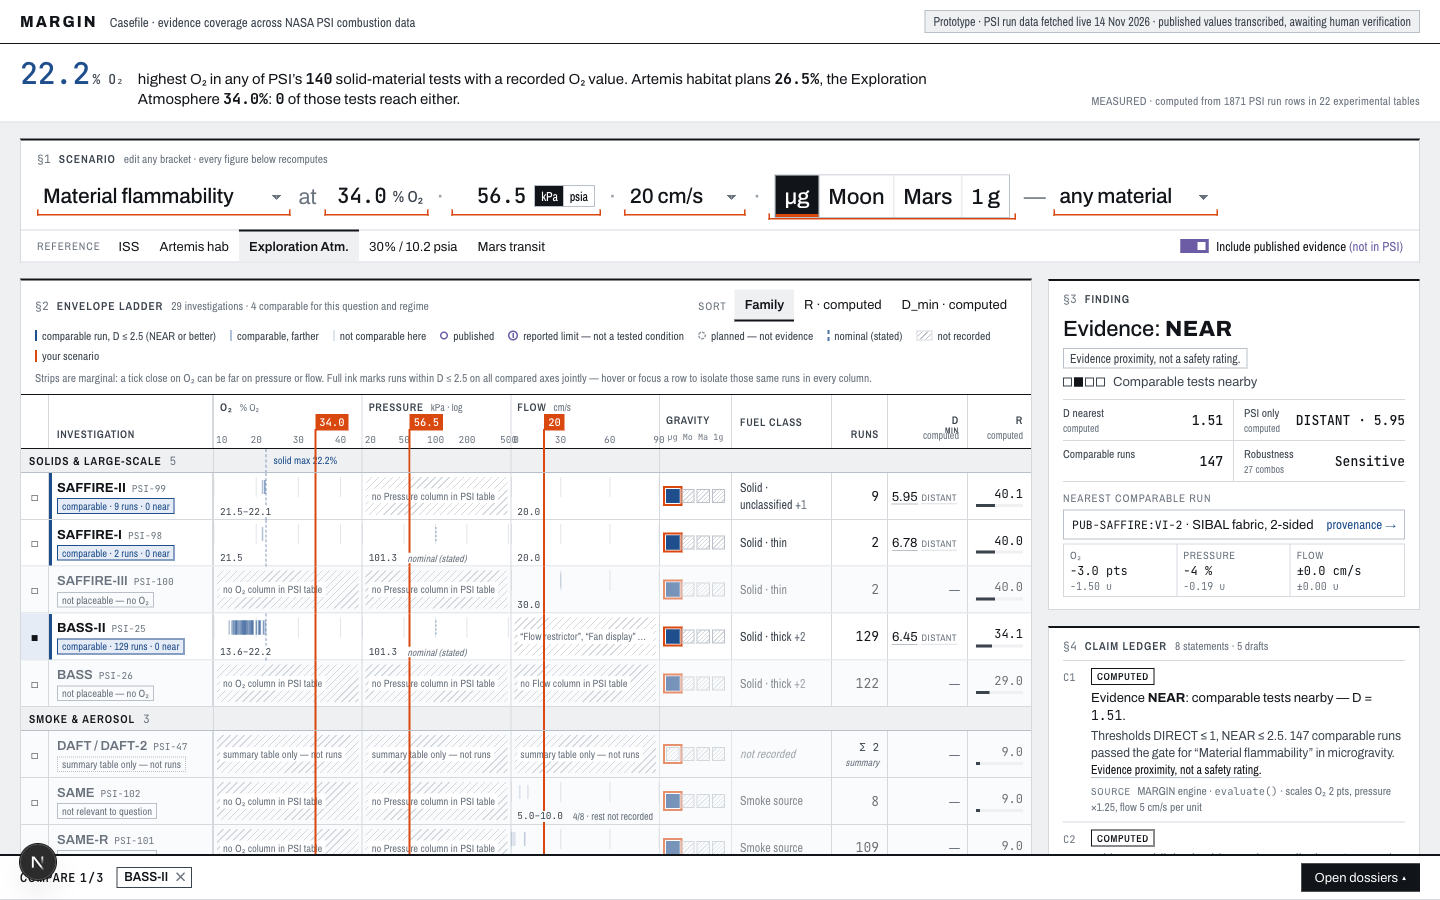 MARGIN Casefile · evidence coverage across NASA PSI combustion data
Prototype · PSI run data fetched live 14 Nov 2026 · published values transcribed, awaiting human verification
22.2 % O₂
highest O₂ in any of PSI's 140 solid-material tests with a recorded O₂ value. Artemis habitat plans 26.5%, the Exploration
Atmosphere 34.0%: 0 of those tests reach either.
MEASURED · computed from 1871 PSI run rows in 22 experimental tables
§1 SCENARIO edit any bracket · every figure below recomputes
Material flammability at 34.0 % O₂ · 56.5 kPa psia · 20 cm/s · µg Moon Mars 1 g — any material
REFERENCE ISS Artemis hab Exploration Atm. 30% / 10.2 psia Mars transit
Include published evidence (not in PSI)
§2 ENVELOPE LADDER 29 investigations · 4 comparable for this question and regime
SORT Family R · computed D_min · computed
comparable run, D ≤ 2.5 (NEAR or better) comparable, farther not comparable here published reported limit — not a tested condition planned — not evidence nominal (stated) not recorded
your scenario
Strips are marginal: a tick close on O₂ can be far on pressure or flow. Full ink marks runs within D ≤ 2.5 on all compared axes jointly — hover or focus a row to isolate those same runs in every column.
INVESTIGATION
O₂ % O₂
34.0
10 20 30 40
PRESSURE kPa · log
56.5
20 50 100 200 500
FLOW cm/s
20
0 30 60 90
GRAVITY
µg Mo Ma 1g
FUEL CLASS
RUNS
D MIN
computed
R
computed
SOLIDS & LARGE-SCALE 5
solid max 22.2%
SAFFIRE-II PSI-99
comparable · 9 runs · 0 near
21.5–22.1
no Pressure column in PSI table
20.0
Solid ·
unclassified +1
9
5.95 DISTANT
40.1
SAFFIRE-I PSI-98
comparable · 2 runs · 0 near
21.5
101.3 nominal (stated)
20.0
Solid · thin
2
6.78 DISTANT
40.0
SAFFIRE-III PSI-100
not placeable — no O₂
no O₂ column in PSI table
no Pressure column in PSI table
30.0
Solid · thin
2
—
40.0
BASS-II PSI-25
comparable · 129 runs · 0 near
13.6–22.2
101.3 nominal (stated)
"Flow restrictor", "Fan display" ...
Solid · thick +2
129
6.45 DISTANT
34.1
BASS PSI-26
not placeable — no O₂
no O₂ column in PSI table
no Pressure column in PSI table
no Flow column in PSI table
Solid · thick +2
122
—
29.0
SMOKE & AEROSOL 3
DAFT / DAFT-2 PSI-47
summary table only — not runs
summary table only — not runs
summary table only — not runs
summary table only — not runs
not recorded
Σ 2
summary
—
9.0
SAME PSI-102
not relevant to question
no O₂ column in PSI table
no Pressure column in PSI table
5.0–10.0 4/8 · rest not recorded
Smoke source
8
—
9.0
SAME-R PSI-101
no O₂ column in PSI table
no Pressure column in PSI table
Smoke source
109
—
9.0
§3 FINDING
Evidence: NEAR
Evidence proximity, not a safety rating.
Comparable tests nearby
D nearest
computed
1.51
PSI only
computed
DISTANT · 5.95
Comparable runs
147
Robustness
27 combos
Sensitive
NEAREST COMPARABLE RUN
PUB-SAFFIRE:VI-2 · SIBAL fabric, 2-sided provenance →
O₂
-3.0 pts
-1.50 u
PRESSURE
-4 %
-0.19 u
FLOW
±0.0 cm/s
±0.00 u
§4 CLAIM LEDGER 8 statements · 5 drafts
C1 COMPUTED
Evidence NEAR: comparable tests nearby — D =
1.51.
Thresholds DIRECT ≤ 1, NEAR ≤ 2.5. 147 comparable runs
passed the gate for "Material flammability" in microgravity.
Evidence proximity, not a safety rating.
SOURCE MARGIN engine · evaluate() · scales O₂ 2 pts, pressure
×1.25, flow 5 cm/s per unit
C2 COMPUTED
N
COMPARE 1/3 BASS-II ✕
Open dossiers ▴